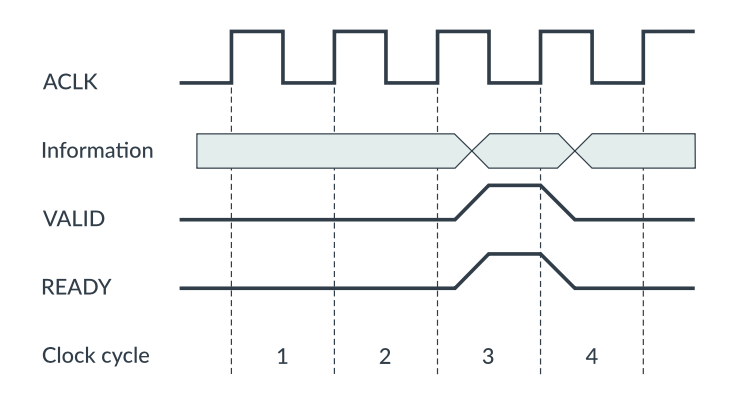 ACLK
Information
VALID
READY
Clock cycle 1 2 3 4